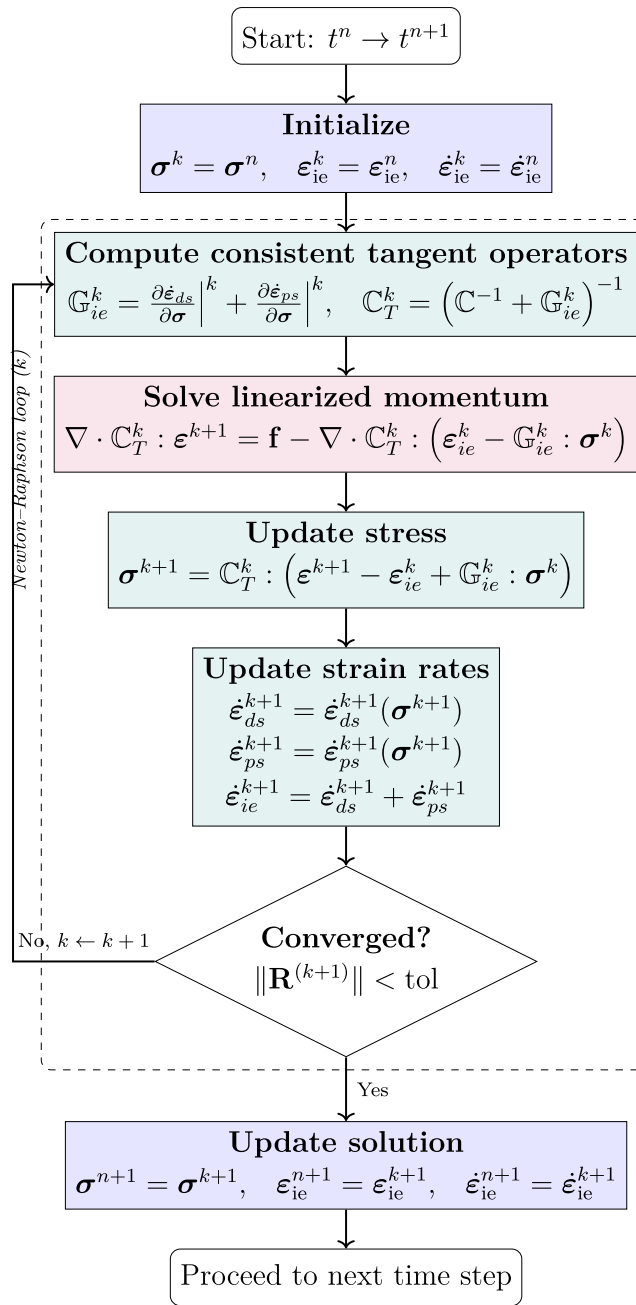 Start: $t^n \to t^{n+1}$
Initialize
$\boldsymbol{\sigma}^k = \boldsymbol{\sigma}^n, \quad \boldsymbol{\varepsilon}_{\text{ie}}^k = \boldsymbol{\varepsilon}_{\text{ie}}^n, \quad \dot{\boldsymbol{\varepsilon}}_{\text{ie}}^k = \dot{\boldsymbol{\varepsilon}}_{\text{ie}}^n$
Compute consistent tangent operators
$\mathbb{G}_{ie}^k = \frac{\partial \dot{\boldsymbol{\varepsilon}}_{ds}}{\partial \boldsymbol{\sigma}}\Big|^k + \frac{\partial \dot{\boldsymbol{\varepsilon}}_{ps}}{\partial \boldsymbol{\sigma}}\Big|^k, \quad \mathbb{C}_T^k = \left(\mathbb{C}^{-1} + \mathbb{G}_{ie}^k\right)^{-1}$
Newton–Raphson loop (k)
Solve linearized momentum
$\nabla \cdot \mathbb{C}_T^k : \boldsymbol{\varepsilon}^{k+1} = \mathbf{f} - \nabla \cdot \mathbb{C}_T^k : \left(\boldsymbol{\varepsilon}_{ie}^k - \mathbb{G}_{ie}^k : \boldsymbol{\sigma}^k\right)$
Update stress
$\boldsymbol{\sigma}^{k+1} = \mathbb{C}_T^k : \left(\boldsymbol{\varepsilon}^{k+1} - \boldsymbol{\varepsilon}_{ie}^k + \mathbb{G}_{ie}^k : \boldsymbol{\sigma}^k\right)$
Update strain rates
$\dot{\boldsymbol{\varepsilon}}_{ds}^{k+1} = \dot{\boldsymbol{\varepsilon}}_{ds}^{k+1}(\boldsymbol{\sigma}^{k+1})$
$\dot{\boldsymbol{\varepsilon}}_{ps}^{k+1} = \dot{\boldsymbol{\varepsilon}}_{ps}^{k+1}(\boldsymbol{\sigma}^{k+1})$
$\dot{\boldsymbol{\varepsilon}}_{ie}^{k+1} = \dot{\boldsymbol{\varepsilon}}_{ds}^{k+1} + \dot{\boldsymbol{\varepsilon}}_{ps}^{k+1}$
No, $k \leftarrow k + 1$
Converged?
$\|\mathbf{R}^{(k+1)}\| < \text{tol}$
Yes
Update solution
$\boldsymbol{\sigma}^{n+1} = \boldsymbol{\sigma}^{k+1}, \quad \boldsymbol{\varepsilon}_{\text{ie}}^{n+1} = \boldsymbol{\varepsilon}_{\text{ie}}^{k+1}, \quad \dot{\boldsymbol{\varepsilon}}_{\text{ie}}^{n+1} = \dot{\boldsymbol{\varepsilon}}_{\text{ie}}^{k+1}$
Proceed to next time step